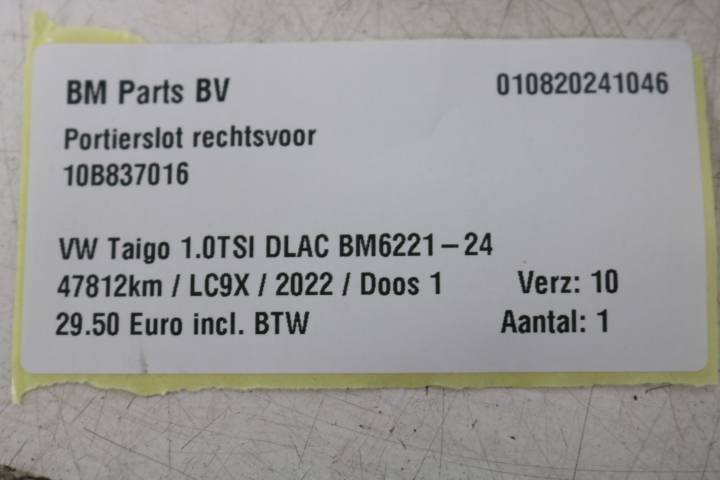 BM Parts BV 010820241046
Portierslot rechtsvoor
10B837016
VW Taigo 1.0TSI DLAC BM6221-24
47812km / LC9X / 2022 / Doos 1 Verz: 10
29.50 Euro incl. BTW Aantal: 1